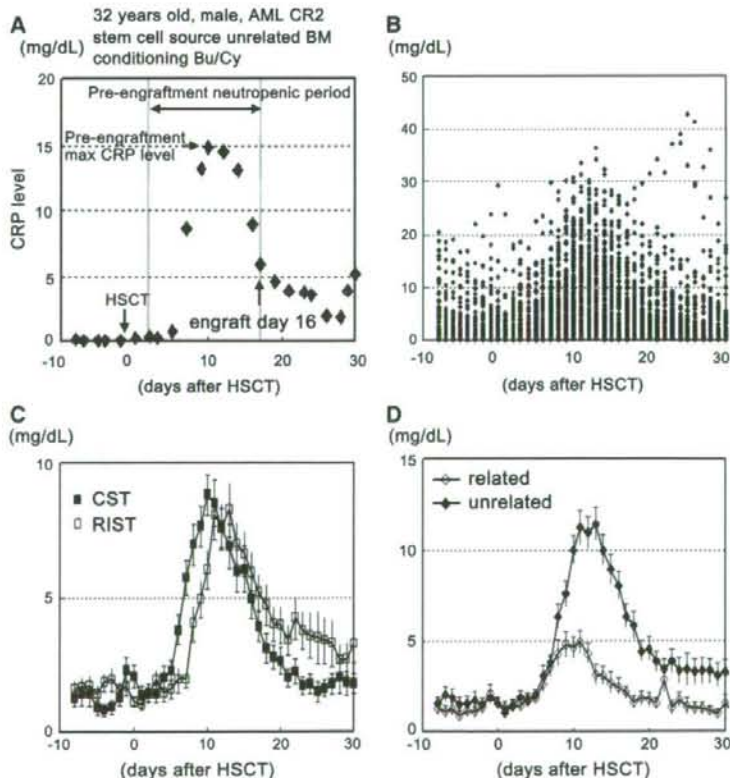 A
32 years old, male, AML CR2
stem cell source unrelated BM
conditioning Bu/Cy
(mg/dL)
Pre-engraftment neutropenic period
Pre-engraftment
max CRP level
CRP level
HSCT
engraft day 16
20
15
10
5
0
-10 0 10 20 30
(days after HSCT)
B
(mg/dL)
50
40
30
20
10
0
-10 0 10 20 30
(days after HSCT)
C
(mg/dL)
10
5
0
CST
RIST
-10 0 10 20 30
(days after HSCT)
D
(mg/dL)
15
10
5
0
related
unrelated
-10 0 10 20 30
(days after HSCT)